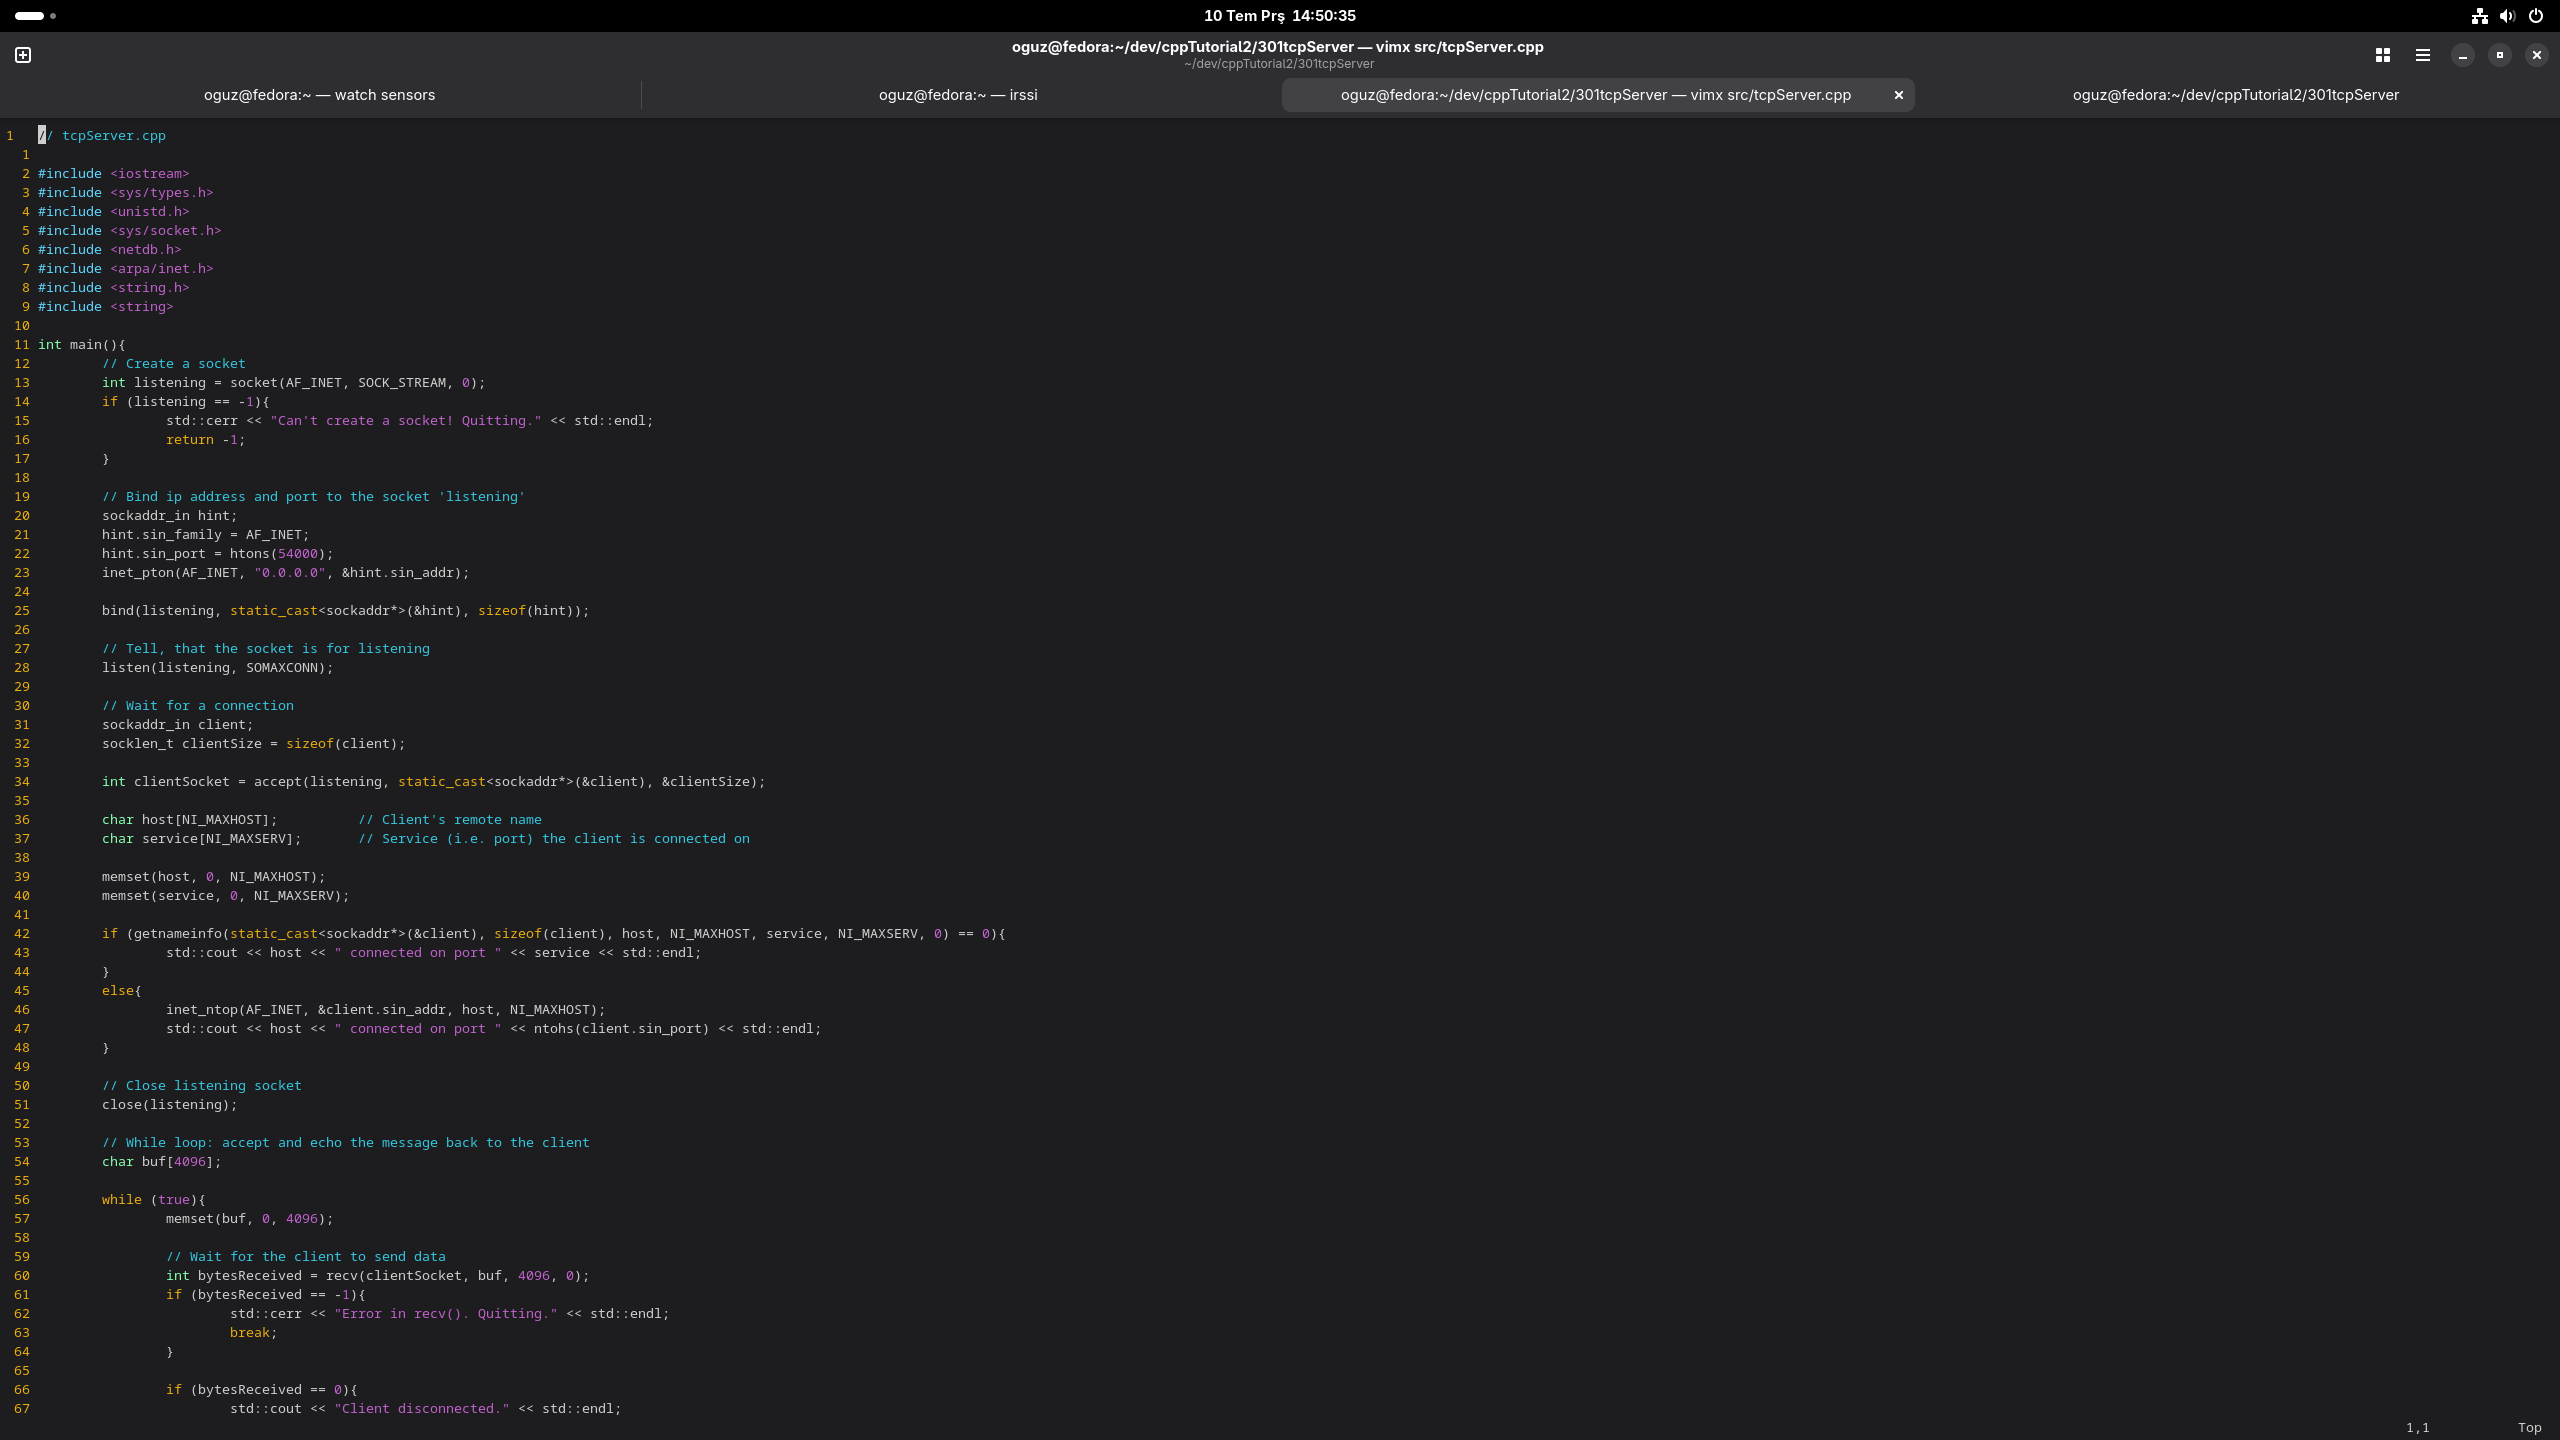 10 Tem Prş 14:50:35
oguz@fedora:~/dev/cppTutorial2/301tcpServer — vimx src/tcpServer.cpp
~/dev/cppTutorial2/301tcpServer
oguz@fedora:~ — watch sensors
oguz@fedora:~ — irssi
oguz@fedora:~/dev/cppTutorial2/301tcpServer — vimx src/tcpServer.cpp
oguz@fedora:~/dev/cppTutorial2/301tcpServer
1   // tcpServer.cpp
  1
  2 #include <iostream>
  3 #include <sys/types.h>
  4 #include <unistd.h>
  5 #include <sys/socket.h>
  6 #include <netdb.h>
  7 #include <arpa/inet.h>
  8 #include <string.h>
  9 #include <string>
 10
 11 int main(){
 12         // Create a socket
 13         int listening = socket(AF_INET, SOCK_STREAM, 0);
 14         if (listening == -1){
 15                 std::cerr << "Can't create a socket! Quitting." << std::endl;
 16                 return -1;
 17         }
 18
 19         // Bind ip address and port to the socket 'listening'
 20         sockaddr_in hint;
 21         hint.sin_family = AF_INET;
 22         hint.sin_port = htons(54000);
 23         inet_pton(AF_INET, "0.0.0.0", &hint.sin_addr);
 24
 25         bind(listening, static_cast<sockaddr*>(&hint), sizeof(hint));
 26
 27         // Tell, that the socket is for listening
 28         listen(listening, SOMAXCONN);
 29
 30         // Wait for a connection
 31         sockaddr_in client;
 32         socklen_t clientSize = sizeof(client);
 33
 34         int clientSocket = accept(listening, static_cast<sockaddr*>(&client), &clientSize);
 35
 36         char host[NI_MAXHOST];          // Client's remote name
 37         char service[NI_MAXSERV];       // Service (i.e. port) the client is connected on
 38
 39         memset(host, 0, NI_MAXHOST);
 40         memset(service, 0, NI_MAXSERV);
 41
 42         if (getnameinfo(static_cast<sockaddr*>(&client), sizeof(client), host, NI_MAXHOST, service, NI_MAXSERV, 0) == 0){
 43                 std::cout << host << " connected on port " << service << std::endl;
 44         }
 45         else{
 46                 inet_ntop(AF_INET, &client.sin_addr, host, NI_MAXHOST);
 47                 std::cout << host << " connected on port " << ntohs(client.sin_port) << std::endl;
 48         }
 49
 50         // Close listening socket
 51         close(listening);
 52
 53         // While loop: accept and echo the message back to the client
 54         char buf[4096];
 55
 56         while (true){
 57                 memset(buf, 0, 4096);
 58
 59                 // Wait for the client to send data
 60                 int bytesReceived = recv(clientSocket, buf, 4096, 0);
 61                 if (bytesReceived == -1){
 62                         std::cerr << "Error in recv(). Quitting." << std::endl;
 63                         break;
 64                 }
 65
 66                 if (bytesReceived == 0){
 67                         std::cout << "Client disconnected." << std::endl;
1,1 Top